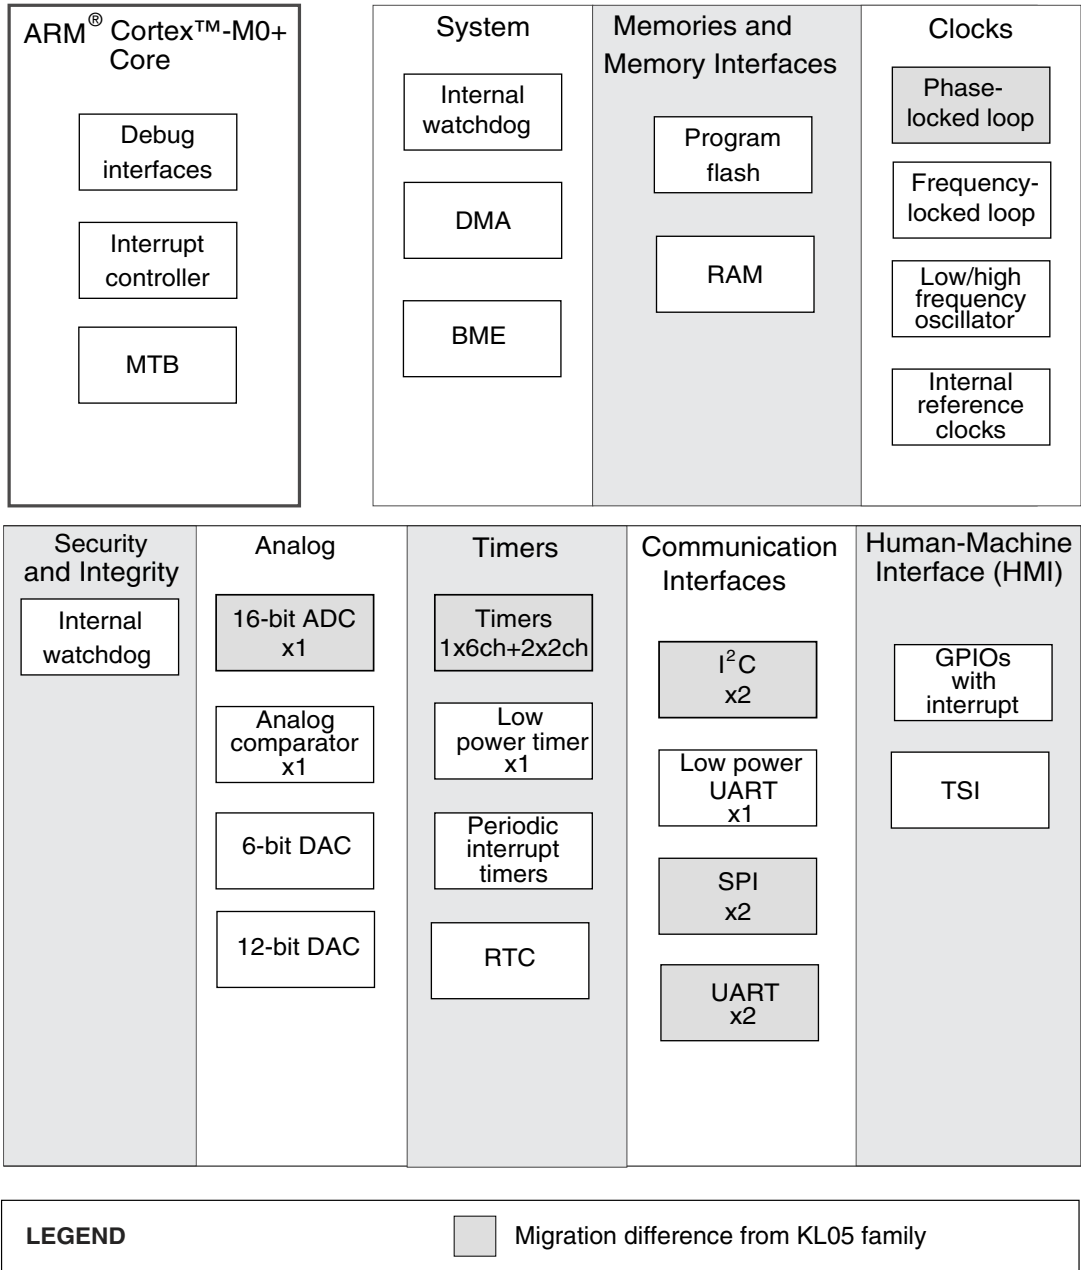 ARM® Cortex™-M0+
Core
Debug
interfaces
Interrupt
controller
MTB
System
Internal
watchdog
DMA
BME
Memories and
Memory Interfaces
Program
flash
RAM
Clocks
Phase-
locked loop
Frequency-
locked loop
Low/high
frequency
oscillator
Internal
reference
clocks
Security
and Integrity
Internal
watchdog
Analog
16-bit ADC
x1
Analog
comparator
x1
6-bit DAC
12-bit DAC
Timers
Timers
1x6ch+2x2ch
Low
power timer
x1
Periodic
interrupt
timers
RTC
Communication
Interfaces
I²C
x2
Low power
UART
x1
SPI
x2
UART
x2
Human-Machine
Interface (HMI)
GPIOs
with
interrupt
TSI
LEGEND
Migration difference from KL05 family